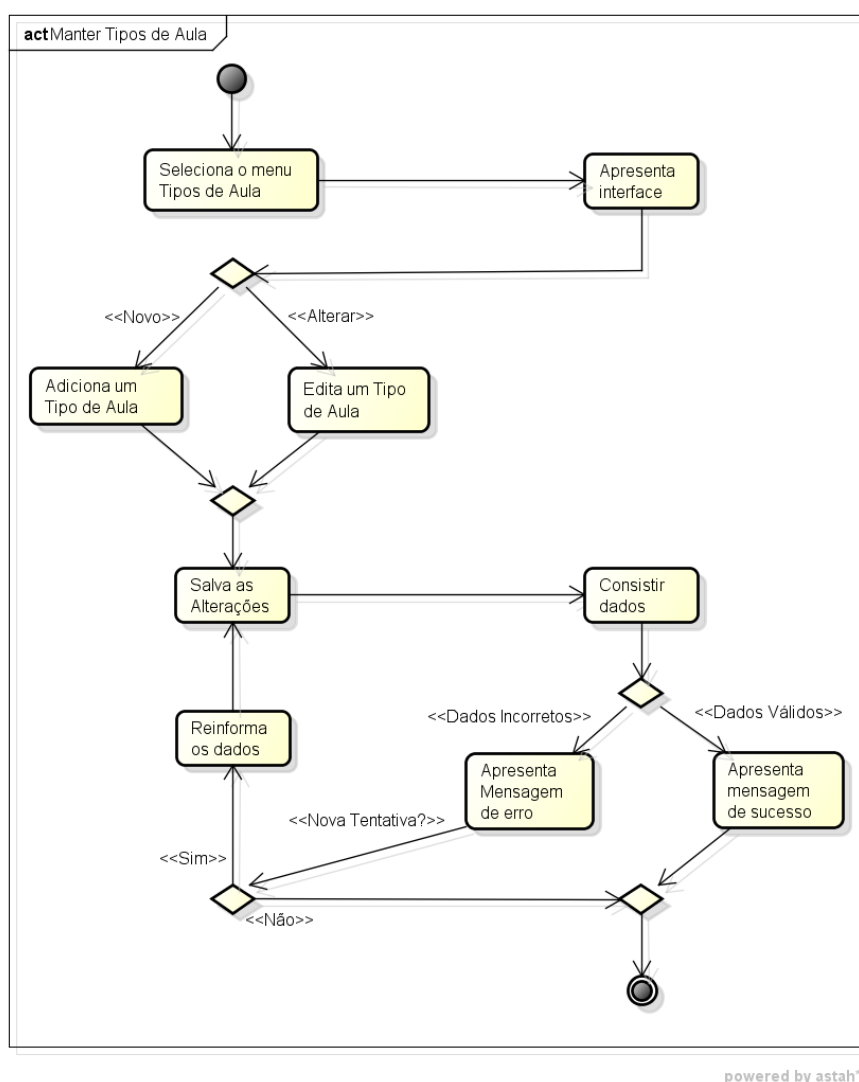 act Manter Tipos de Aula
Seleciona o menu
Tipos de Aula
Apresenta
interface
<<Novo>>
<<Alterar>>
Adiciona um
Tipo de Aula
Edita um Tipo
de Aula
Salva as
Alterações
Consistir
dados
<<Dados Incorretos>>
<<Dados Válidos>>
Reinforma
os dados
Apresenta
Mensagem
de erro
Apresenta
mensagem
de sucesso
<<Nova Tentativa?>>
<<Sim>>
<<Não>>
powered by astah*